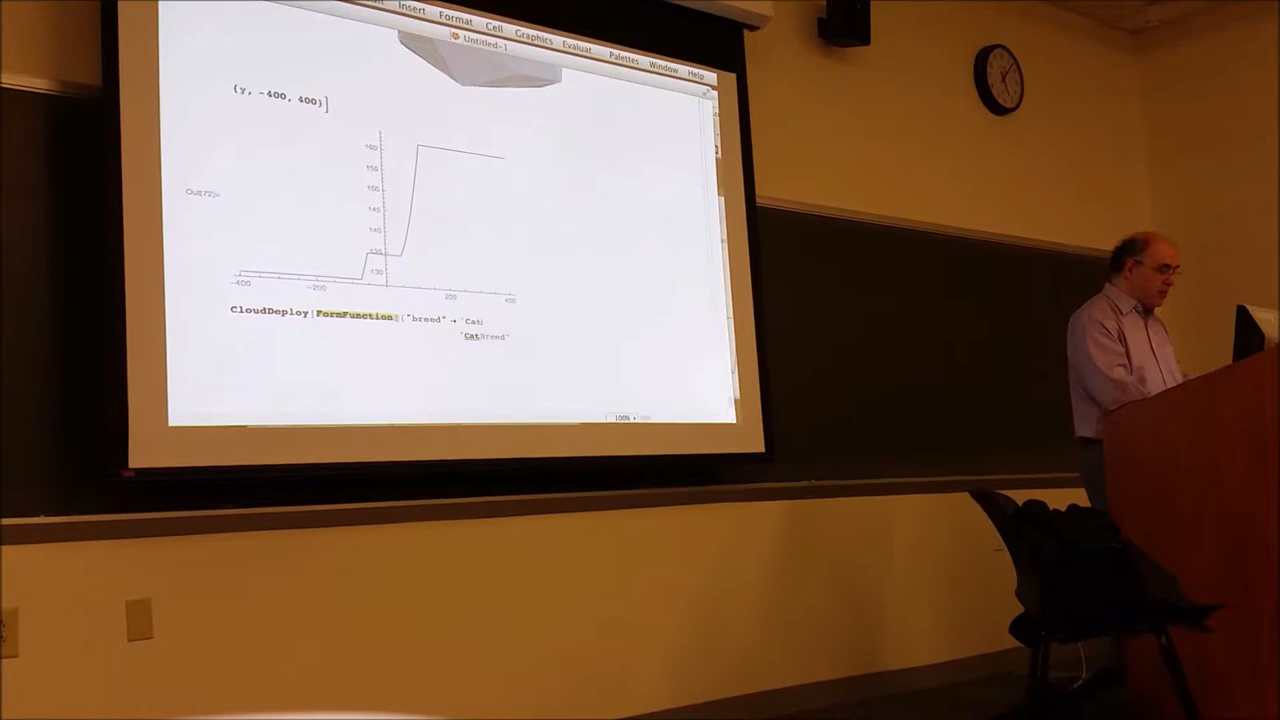 Insert Format Cell Graphics Evaluat Palettes Window Help
Untitled-1
{y, -400, 400}]
Out[72]=
160
155
150
145
140
135
130
-400 -200 200 400
CloudDeploy[FormFunction[{"breed" → "Cat
"CatBreed"
100%